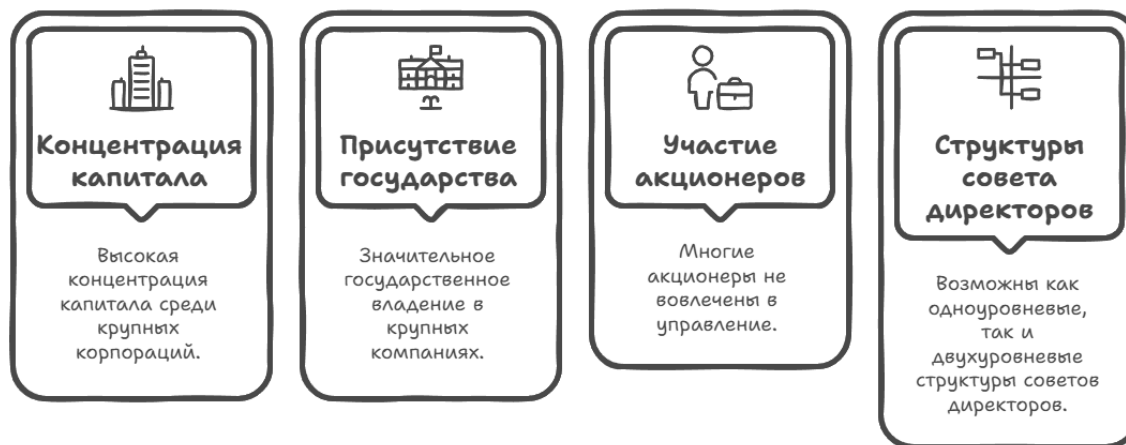 Концентрация
капитала
Высокая
концентрация
капитала среди
крупных
корпораций.
Присутствие
государства
Значительное
государственное
владение в
крупных
компаниях.
Участие
акционеров
Многие
акционеры не
вовлечены в
управление.
Структуры
совета
директоров
Возможны как
одноуровневые,
так и
двухуровневые
структуры советов
директоров.